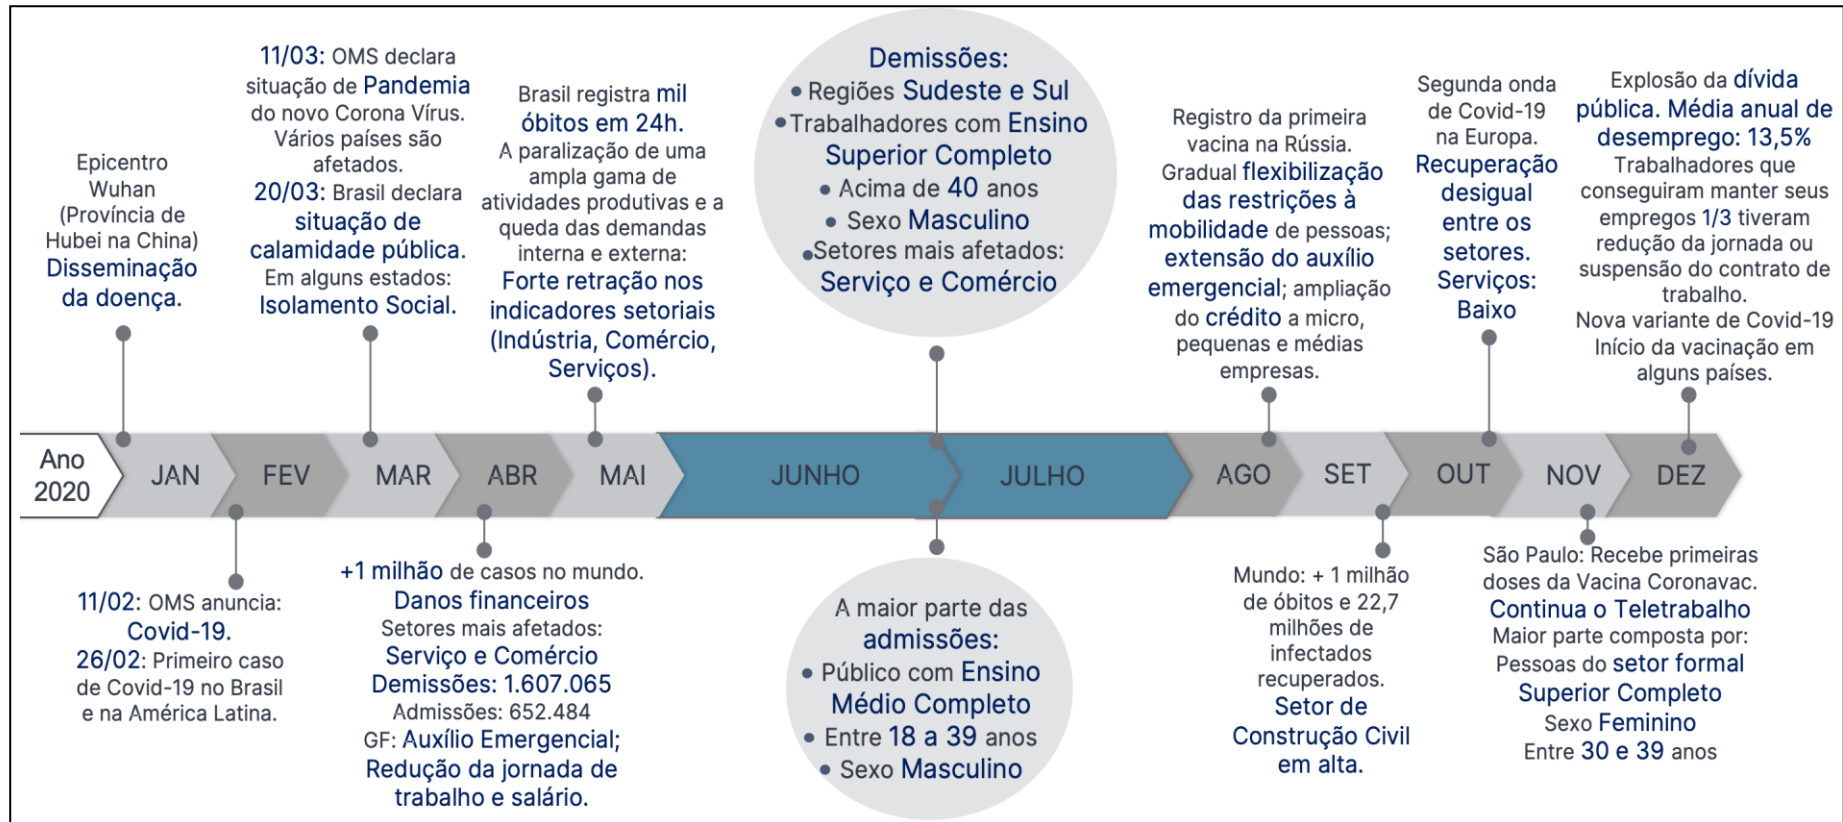 Epicentro
Wuhan
(Província de
Hubei na China)
Disseminação
da doença.
11/03: OMS declara
situação de Pandemia
do novo Corona Vírus.
Vários países são
afetados.
20/03: Brasil declara
situação de
calamidade pública.
Em alguns estados:
Isolamento Social.
Brasil registra mil
óbitos em 24h.
A paralização de uma
ampla gama de
atividades produtivas e a
queda das demandas
interna e externa:
Forte retração nos
indicadores setoriais
(Indústria, Comércio,
Serviços).
Demissões:
• Regiões Sudeste e Sul
• Trabalhadores com Ensino
Superior Completo
• Acima de 40 anos
• Sexo Masculino
• Setores mais afetados:
Serviço e Comércio
Registro da primeira
vacina na Rússia.
Gradual flexibilização
das restrições à
mobilidade de pessoas;
extensão do auxílio
emergencial; ampliação
do crédito a micro,
pequenas e médias
empresas.
Segunda onda
de Covid-19
na Europa.
Recuperação
desigual
entre os
setores.
Serviços:
Baixo
Explosão da dívida
pública. Média anual de
desemprego: 13,5%
Trabalhadores que
conseguiram manter seus
empregos 1/3 tiveram
redução da jornada ou
suspensão do contrato de
trabalho.
Nova variante de Covid-19
Início da vacinação em
alguns países.
Ano
2020
JAN
FEV
MAR
ABR
MAI
JUNHO
JULHO
AGO
SET
OUT
NOV
DEZ
11/02: OMS anuncia:
Covid-19.
26/02: Primeiro caso
de Covid-19 no Brasil
e na América Latina.
+1 milhão de casos no mundo.
Danos financeiros
Setores mais afetados:
Serviço e Comércio
Demissões: 1.607.065
Admissões: 652.484
GF: Auxílio Emergencial;
Redução da jornada de
trabalho e salário.
A maior parte das
admissões:
• Público com Ensino
Médio Completo
• Entre 18 a 39 anos
• Sexo Masculino
Mundo: + 1 milhão
de óbitos e 22,7
milhões de
infectados
recuperados.
Setor de
Construção Civil
em alta.
São Paulo: Recebe primeiras
doses da Vacina Coronavac.
Continua o Teletrabalho
Maior parte composta por:
Pessoas do setor formal
Superior Completo
Sexo Feminino
Entre 30 e 39 anos